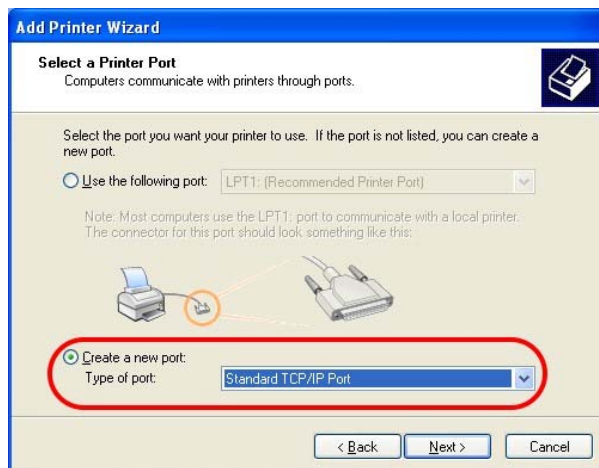 Add Printer Wizard
Select a Printer Port
Computers communicate with printers through ports.
Select the port you want your printer to use. If the port is not listed, you can create a
new port.
Use the following port: LPT1: (Recommended Printer Port)
Note: Most computers use the LPT1: port to communicate with a local printer.
The connector for this port should look something like this:
Create a new port:
Type of port: Standard TCP/IP Port
< Back Next > Cancel